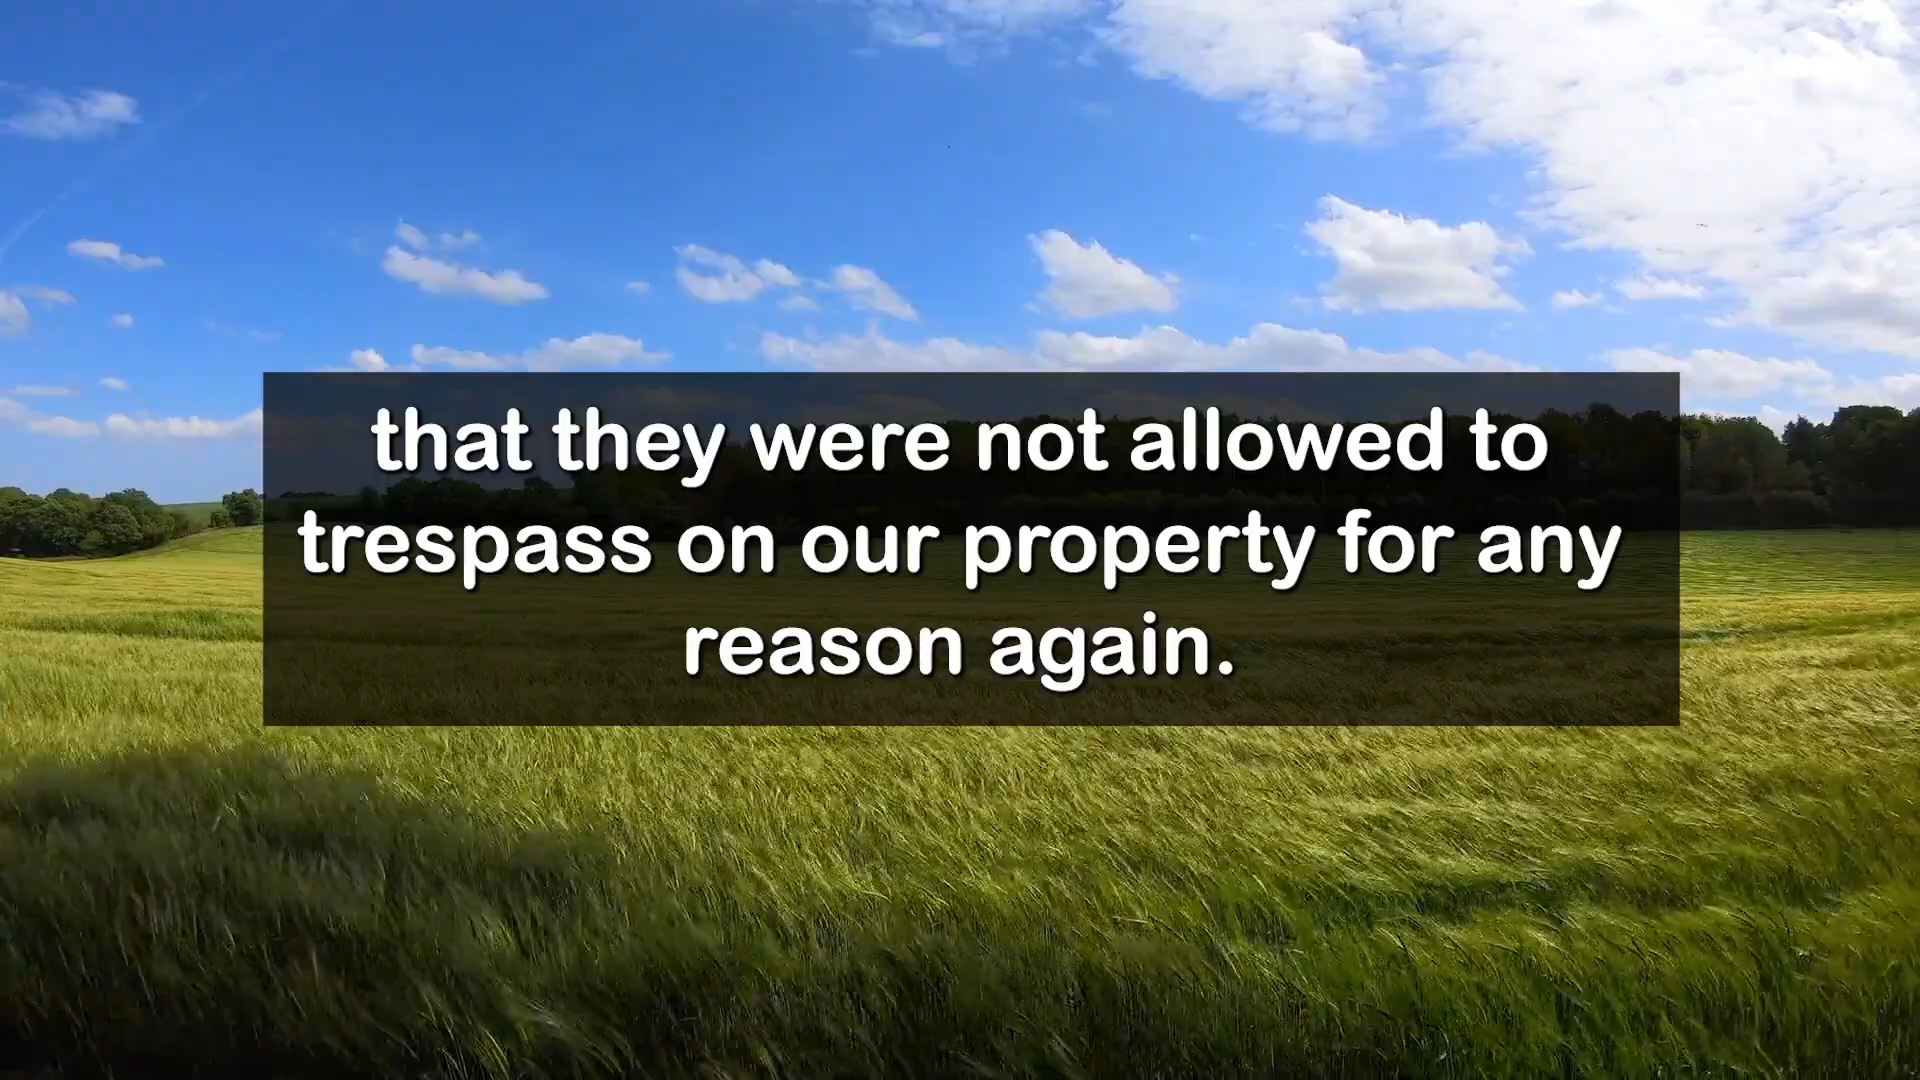 that they were not allowed to
trespass on our property for any
reason again.